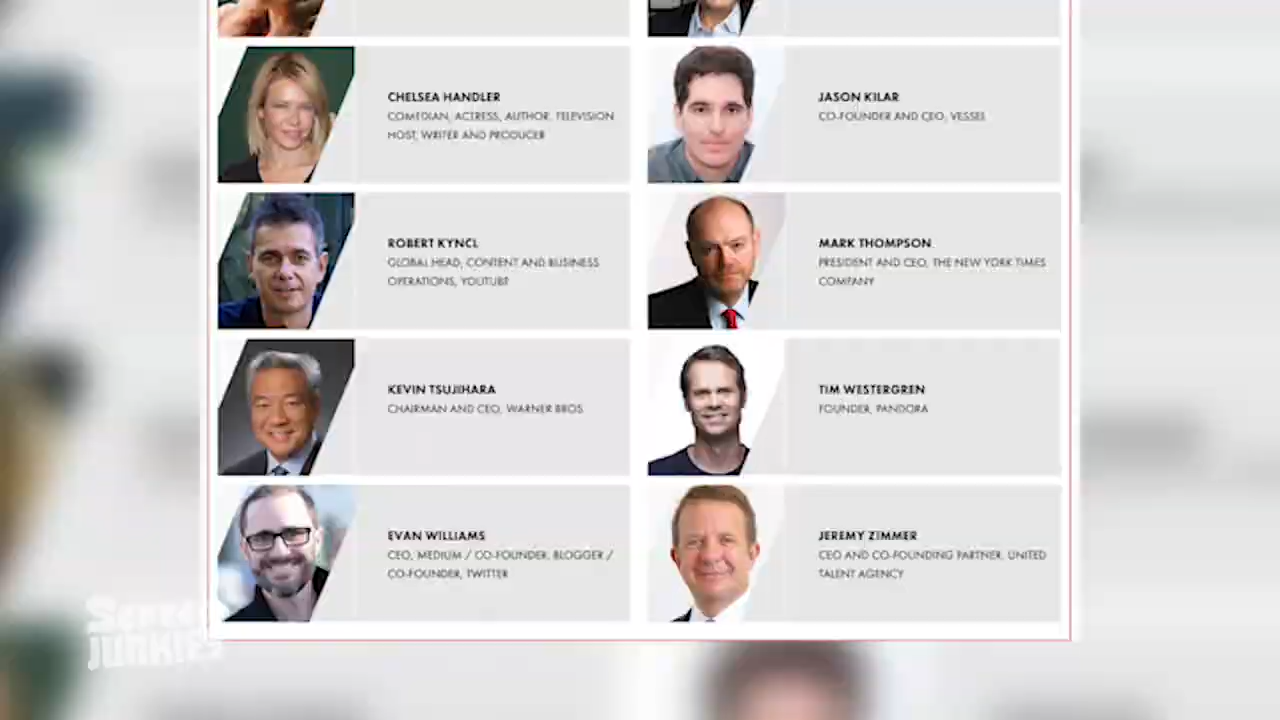 CHELSEA HANDLER
COMEDIAN, ACTRESS, AUTHOR, TELEVISION
HOST, WRITER AND PRODUCER
JASON KILAR
CO-FOUNDER AND CEO, VESSEL
ROBERT KYNCL
GLOBAL HEAD, CONTENT AND BUSINESS
OPERATIONS, YOUTUBE
MARK THOMPSON
PRESIDENT AND CEO, THE NEW YORK TIMES
COMPANY
KEVIN TSUJIHARA
CHAIRMAN AND CEO, WARNER BROS.
TIM WESTERGREN
FOUNDER, PANDORA
EVAN WILLIAMS
CEO, MEDIUM / CO-FOUNDER, BLOGGER /
CO-FOUNDER, TWITTER
JEREMY ZIMMER
CEO AND CO-FOUNDING PARTNER, UNITED
TALENT AGENCY
SCREEN
JUNKIES